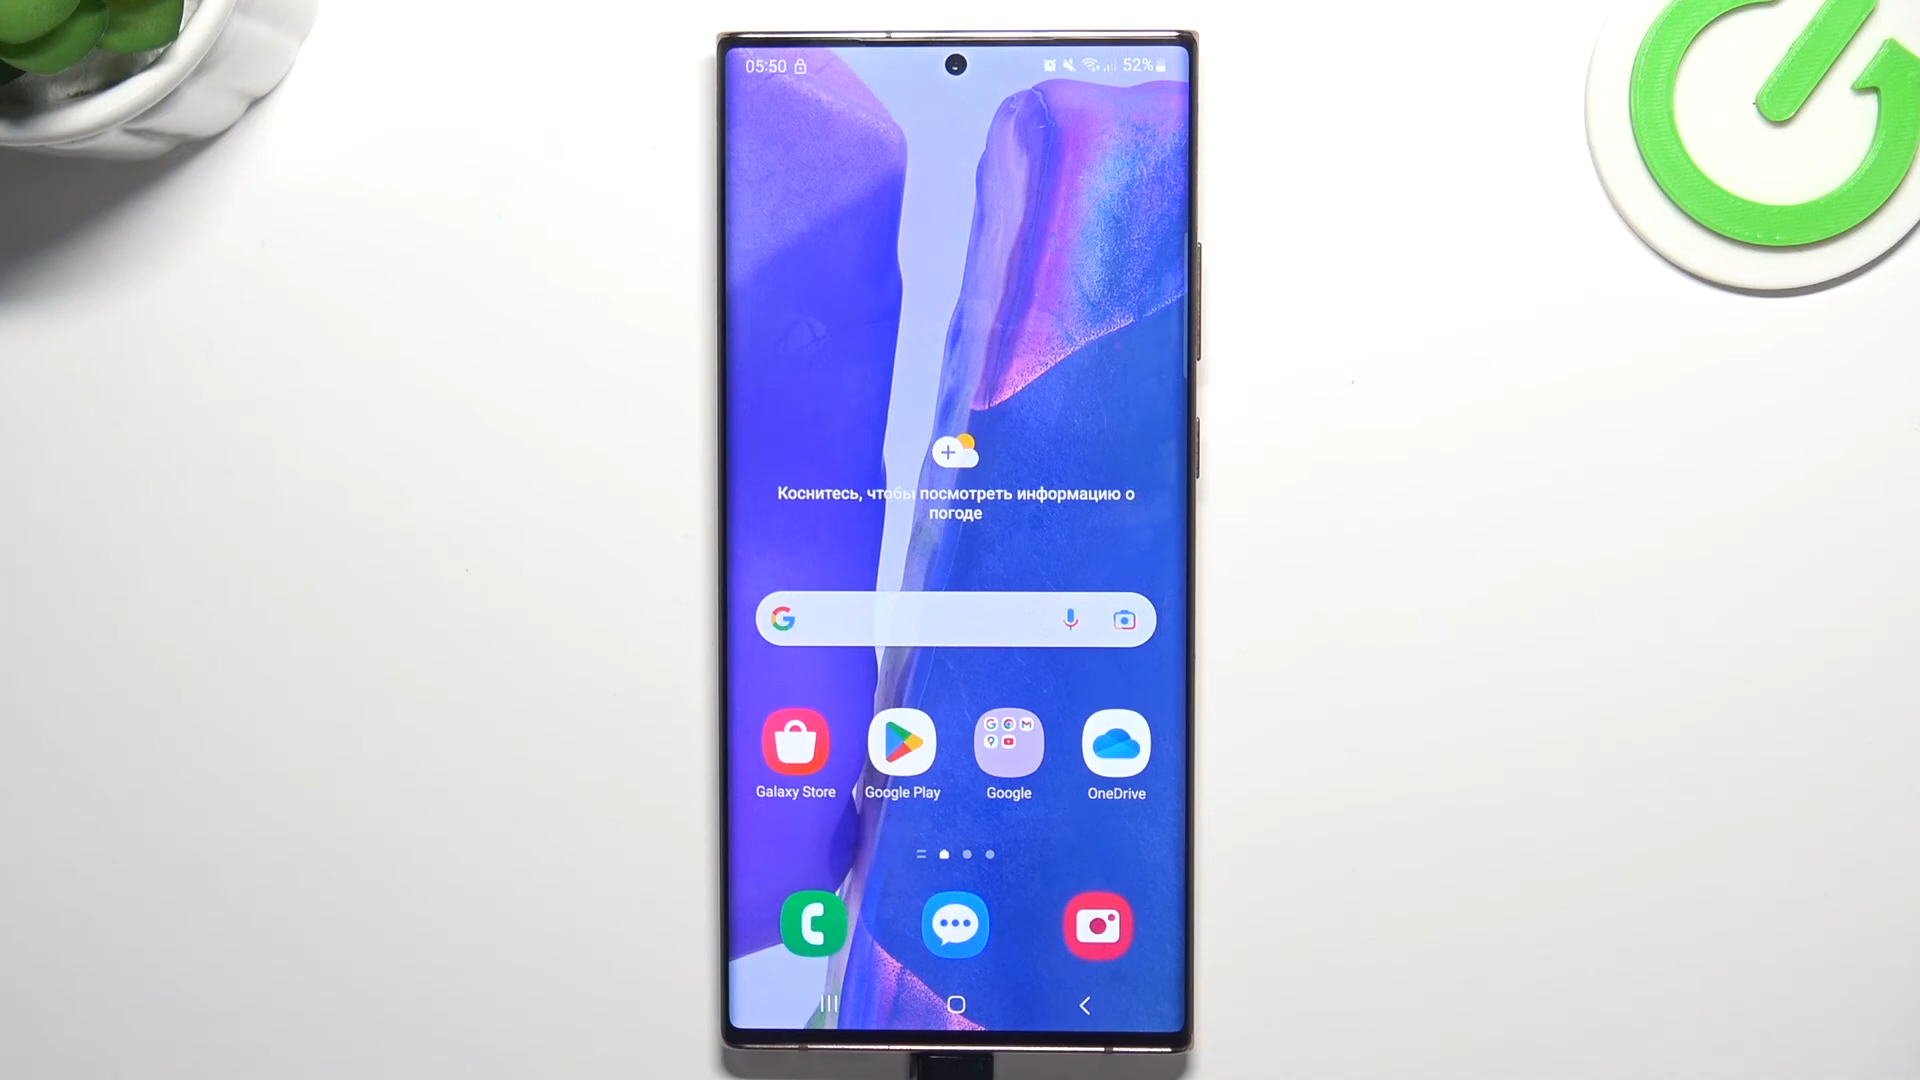 05:50
52%
Коснитесь, чтобы посмотреть информацию о
погоде
Galaxy Store
Google Play
Google
OneDrive